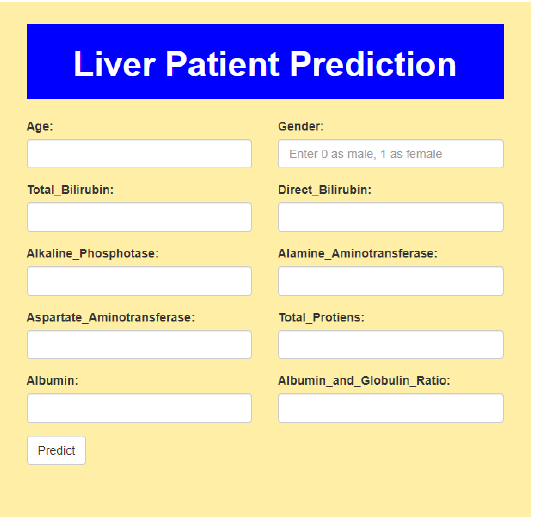 Liver Patient Prediction
Age:
Gender:
Enter 0 as male, 1 as female
Total_Bilirubin:
Direct_Bilirubin:
Alkaline_Phosphotase:
Alamine_Aminotransferase:
Aspartate_Aminotransferase:
Total_Protiens:
Albumin:
Albumin_and_Globulin_Ratio:
Predict